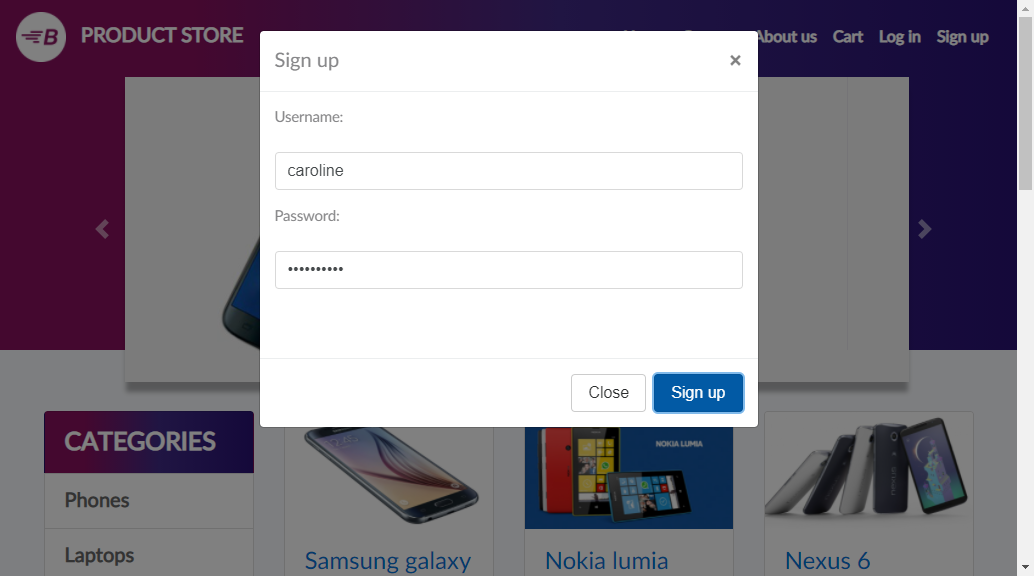 B PRODUCT STORE
About us Cart Log in Sign up
Sign up
×
Username:
caroline
Password:
••••••••••
Close Sign up
CATEGORIES
Phones
Laptops
NOKIA LUMIA
Samsung galaxy
Nokia lumia
Nexus 6